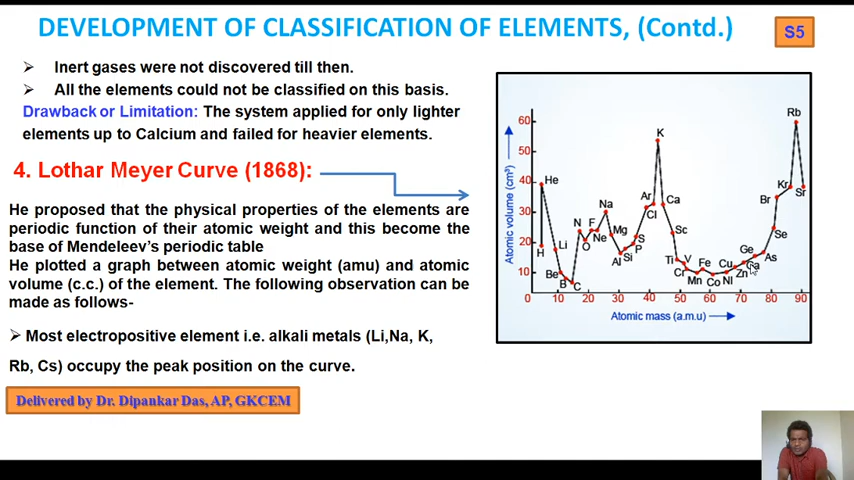 DEVELOPMENT OF CLASSIFICATION OF ELEMENTS, (Contd.)
S5
Inert gases were not discovered till then.
All the elements could not be classified on this basis.
Drawback or Limitation: The system applied for only lighter
elements up to Calcium and failed for heavier elements.
4. Lothar Meyer Curve (1868):
He proposed that the physical properties of the elements are
periodic function of their atomic weight and this become the
base of Mendeleev's periodic table
He plotted a graph between atomic weight (amu) and atomic
volume (c.c.) of the element. The following observation can be
made as follows-
Most electropositive element i.e. alkali metals (Li,Na, K,
Rb, Cs) occupy the peak position on the curve.
Delivered by Dr. Dipankar Das, AP, GKCEM
Atomic volume (cm³)
60
50
40
30
20
10
0 10 20 30 40 50 60 70 80 90
Atomic mass (a.m.u)
H
He
Li
Be
B
C
N
O
F
Ne
Na
Mg
Al
Si
P
S
Cl
Ar
K
Ca
Sc
Ti
V
Cr
Mn
Fe
Co
NI
Cu
Zn
Ga
Ge
As
Se
Br
Kr
Rb
Sr